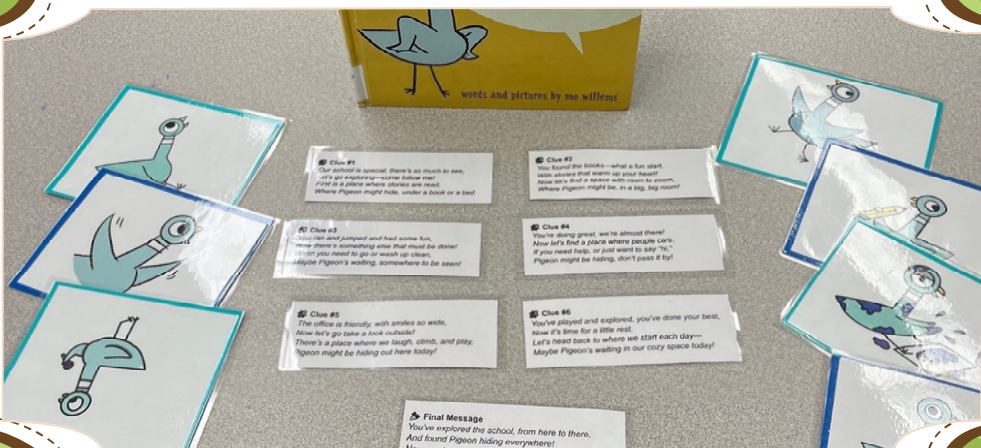 words and pictures by mo willems
Clue #1
Our school is special, there's so much to see,
Let's go exploring—come follow me!
First is a place where stories are read,
Where Pigeon might hide, under a book or a bed.
Clue #2
You found the books—what a fun start,
With stories that warm up your heart!
Now let's find a space with room to zoom,
Where Pigeon might be, in a big, big room!
Clue #3
You ran and jumped and had some fun,
Now there's something else that must be done!
When you need to go or wash up clean,
Maybe Pigeon's waiting, somewhere to be seen!
Clue #4
You're doing great, we're almost there!
Now let's find a place where people care.
If you need help, or just want to say "hi,"
Pigeon might be hiding, don't pass it by!
Clue #5
The office is friendly, with smiles so wide,
Now let's go take a look outside!
There's a place where we laugh, climb, and play,
Pigeon might be hiding out here today!
Clue #6
You've played and explored, you've done your best,
Now it's time for a little rest.
Let's head back to where we start each day—
Maybe Pigeon's waiting in our cozy space today!
Final Message
You've explored the school, from here to there,
And found Pigeon hiding everywhere!